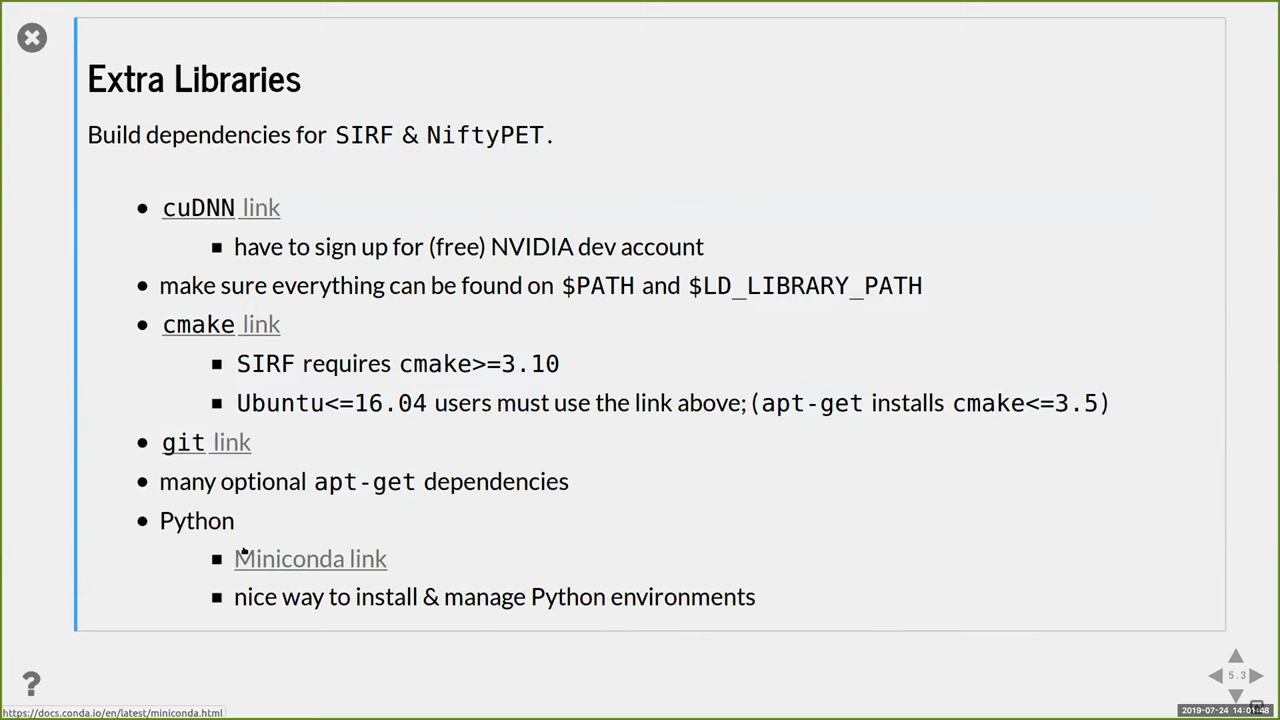 Extra Libraries
Build dependencies for SIRF & NiftyPET.
cuDNN link
have to sign up for (free) NVIDIA dev account
make sure everything can be found on $PATH and $LD_LIBRARY_PATH
cmake link
SIRF requires cmake>=3.10
Ubuntu<=16.04 users must use the link above; (apt-get installs cmake<=3.5)
git link
many optional apt-get dependencies
Python
Miniconda link
nice way to install & manage Python environments
?
5.3
https://docs.conda.io/en/latest/miniconda.html
2019-07-24 14:01:48